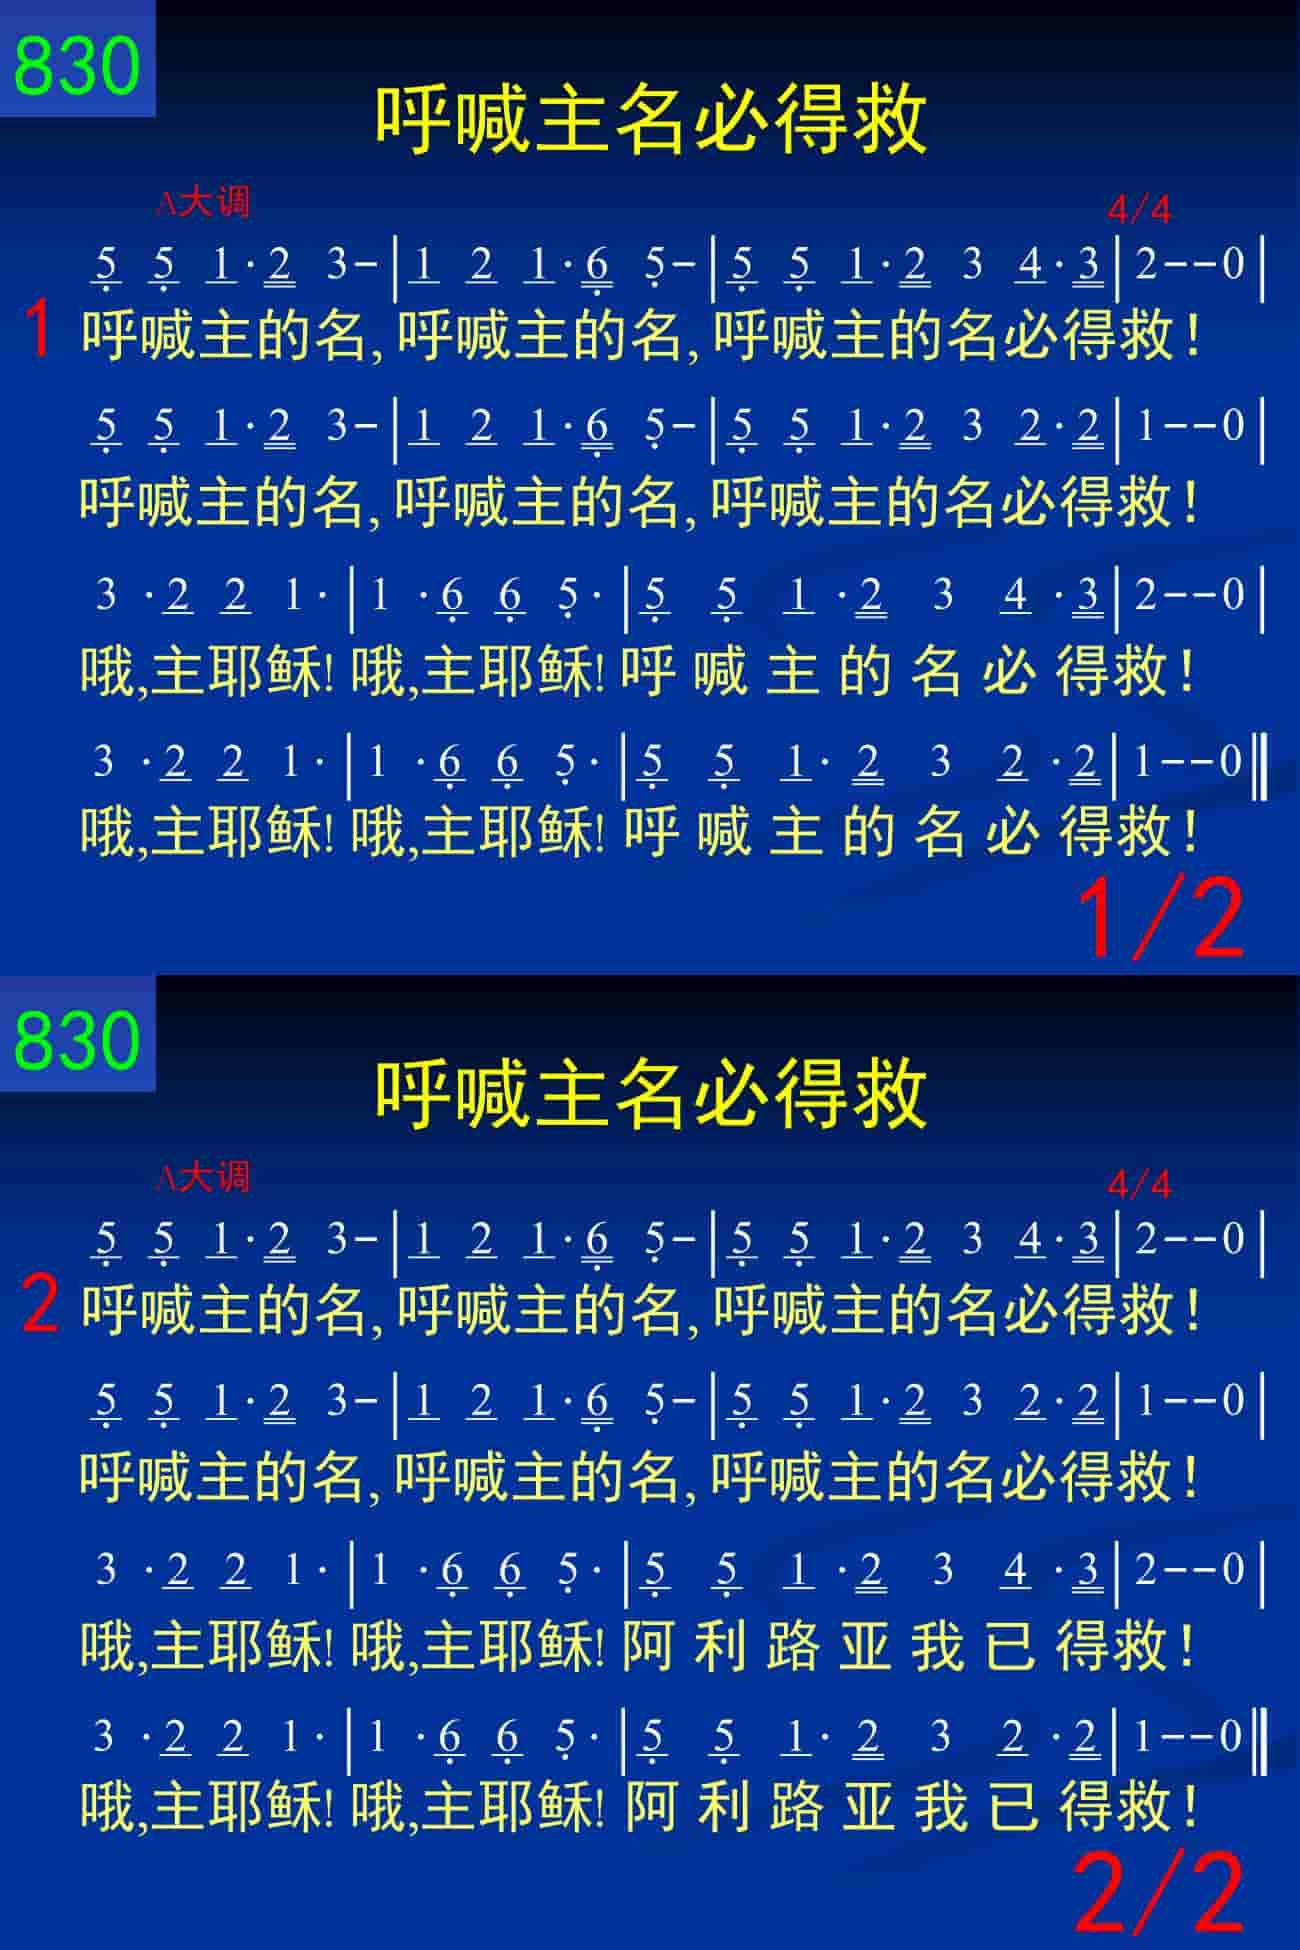 830
呼喊主名必得救
A大调 4/4
5 5 1·2 3-|1 2 1·6 5-|5 5 1·2 3 4·3|2--0|
1 呼喊主的名,呼喊主的名,呼喊主的名必得救!
5 5 1·2 3-|1 2 1·6 5-|5 5 1·2 3 2·2|1--0|
呼喊主的名,呼喊主的名,呼喊主的名必得救!
3 ·2 2 1·|1 ·6 6 5·|5 5 1 ·2 3 4 ·3|2--0|
哦,主耶稣! 哦,主耶稣! 呼 喊 主 的 名 必 得救!
3 ·2 2 1·|1 ·6 6 5·|5 5 1· 2 3 2 ·2|1--0‖
哦,主耶稣! 哦,主耶稣! 呼 喊 主 的 名 必 得救!
1/2
830
呼喊主名必得救
A大调 4/4
5 5 1·2 3-|1 2 1·6 5-|5 5 1·2 3 4·3|2--0|
2 呼喊主的名,呼喊主的名,呼喊主的名必得救!
5 5 1·2 3-|1 2 1·6 5-|5 5 1·2 3 2·2|1--0|
呼喊主的名,呼喊主的名,呼喊主的名必得救!
3 ·2 2 1·|1 ·6 6 5·|5 5 1 ·2 3 4 ·3|2--0|
哦,主耶稣! 哦,主耶稣! 阿 利 路 亚 我 已 得救!
3 ·2 2 1·|1 ·6 6 5·|5 5 1· 2 3 2 ·2|1--0‖
哦,主耶稣! 哦,主耶稣! 阿 利 路 亚 我 已 得救!
2/2